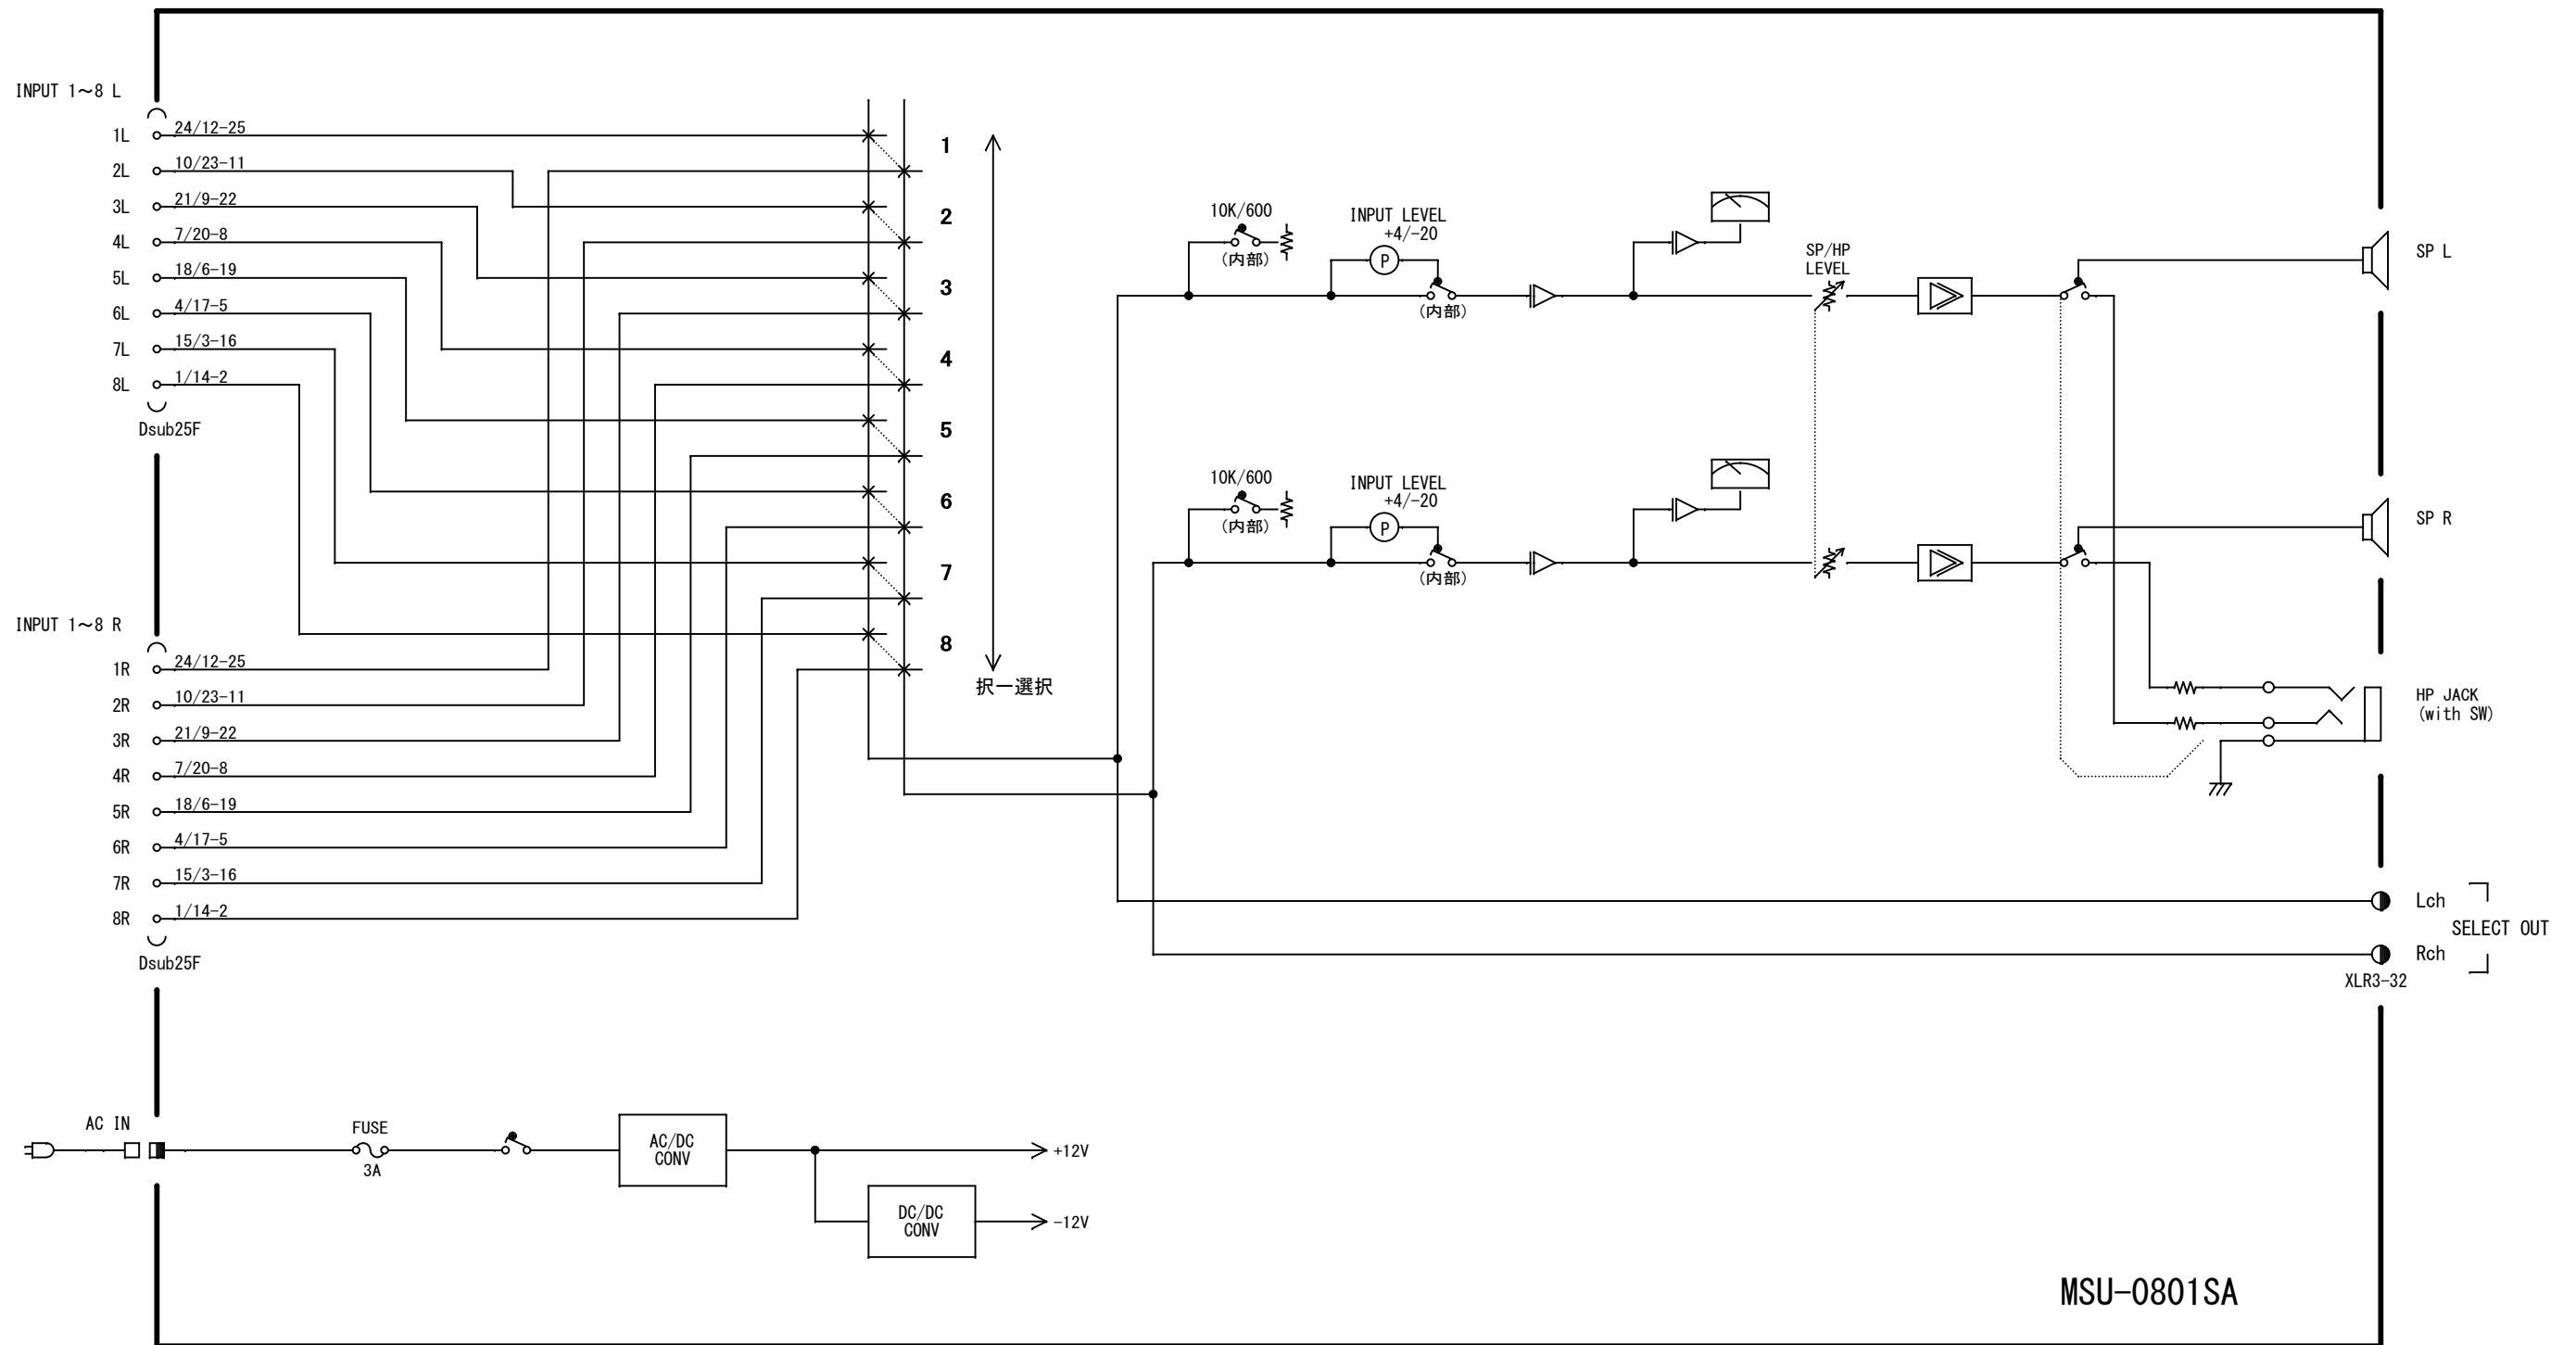 INPUT 1～8 L
1L 24/12-25
2L 10/23-11
3L 21/9-22
4L 7/20-8
5L 18/6-19
6L 4/17-5
7L 15/3-16
8L 1/14-2
Dsub25F
INPUT 1～8 R
1R 24/12-25
2R 10/23-11
3R 21/9-22
4R 7/20-8
5R 18/6-19
6R 4/17-5
7R 15/3-16
8R 1/14-2
Dsub25F
1
2
3
4
5
6
7
8
択一選択
10K/600
(内部)
INPUT LEVEL
+4/-20
P
(内部)
SP/HP
LEVEL
SP L
10K/600
(内部)
INPUT LEVEL
+4/-20
P
(内部)
SP R
HP JACK
(with SW)
Lch
SELECT OUT
Rch
XLR3-32
AC IN
FUSE
3A
AC/DC
CONV
+12V
DC/DC
CONV
-12V
MSU-0801SA